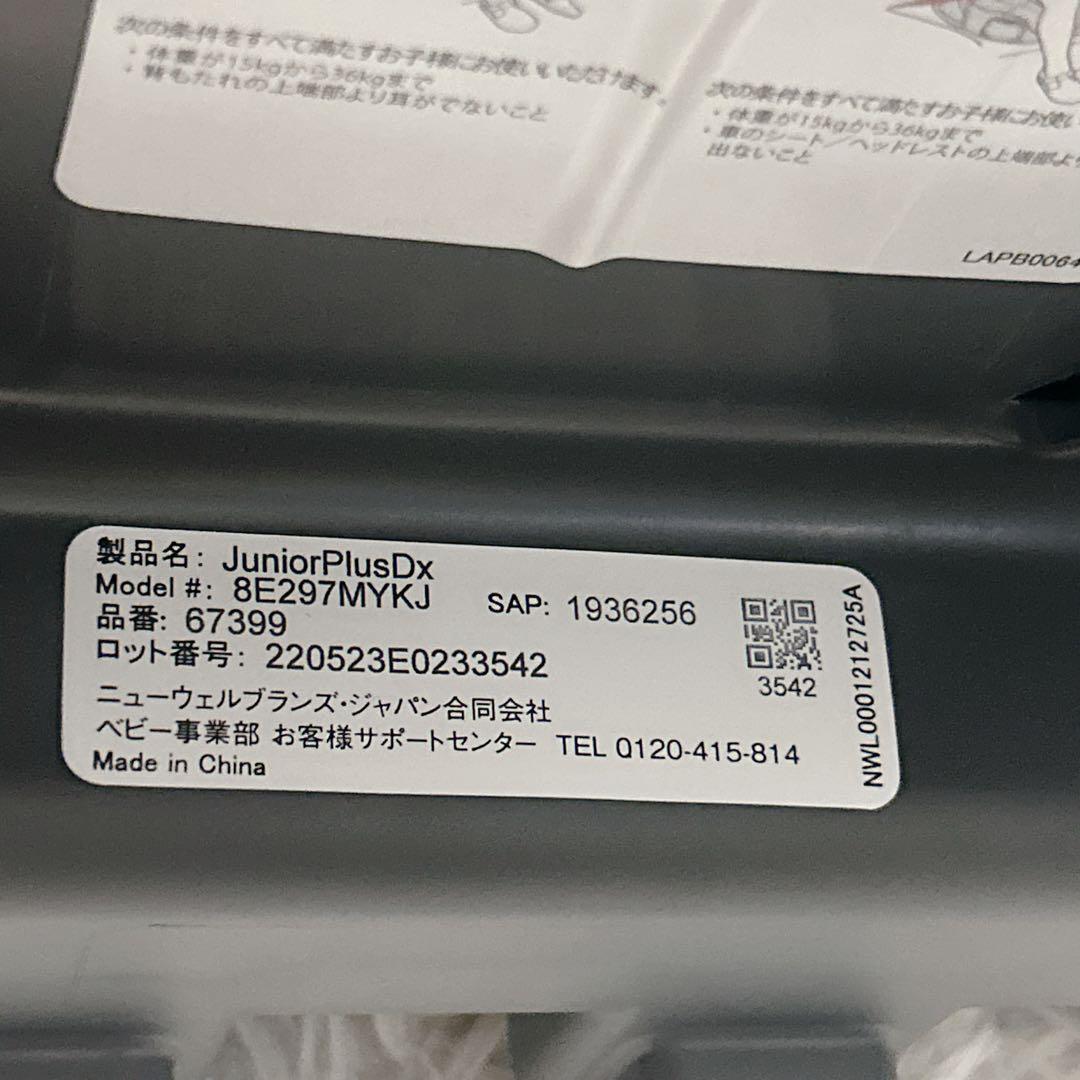 次の条件をすべて満たすお子様にお使いいただけます。
・体重が15kgから36kgまで
・背もたれの上端部より耳がでないこと
次の条件をすべて満たすお子様にお使い
・体重が15kgから36kgまで
・車のシート／ヘッドレストの上端部より
出ないこと
LAPB0064
製品名: JuniorPlusDx
Model #: 8E297MYKJ
SAP: 1936256
品番: 67399
ロット番号: 220523E0233542
3542
ニューウェルブランズ・ジャパン合同会社
ベビー事業部 お客様サポートセンター TEL 0120-415-814
Made in China
NWL0001212725A